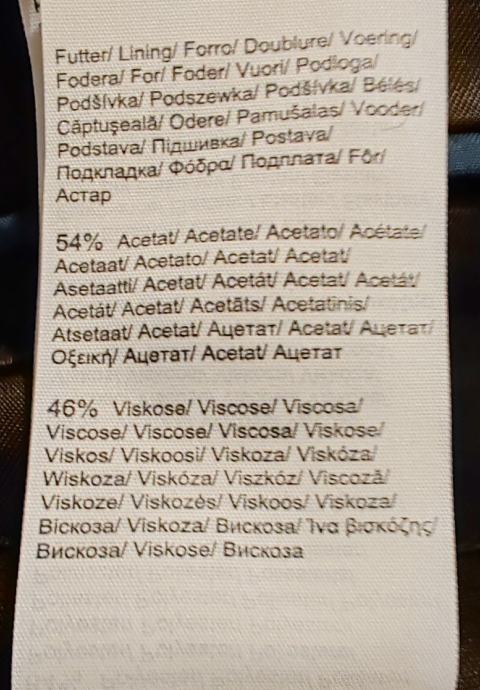 Futter/ Lining/ Forro/ Doublure/ Voering/
Fodera/ For/ Foder/ Vuori/ Podloga/
Podšívka/ Podszewka/ Podšívka/ Bélés/
Căptuşeală/ Odere/ Pamušalas/ Vooder/
Podstava/ Підшивка/ Postava/
Подкладка/ Φόδρα/ Подплата/ Fôr/
Астар
54% Acetat/ Acetate/ Acetato/ Acétate/
Acetaat/ Acetato/ Acetat/ Acetat/
Asetaatti/ Acetat/ Acetát/ Acetat/ Acetát/
Acetát/ Acetat/ Acetāts/ Acetatinis/
Atsetaat/ Acetat/ Ацетат/ Acetat/ Ацетат/
Οξεική/ Ацетат/ Acetat/ Ацетат
46% Viskose/ Viscose/ Viscosa/
Viscose/ Viscose/ Viscosa/ Viskose/
Viskos/ Viskoosi/ Viskoza/ Viskóza/
Wiskoza/ Viskóza/ Viszkóz/ Viscoză/
Viskoze/ Viskozės/ Viskoos/ Viskoza/
Віскоза/ Viskoza/ Вискоза/ Ίνα βισκόζης/
Вискоза/ Viskose/ Вискоза